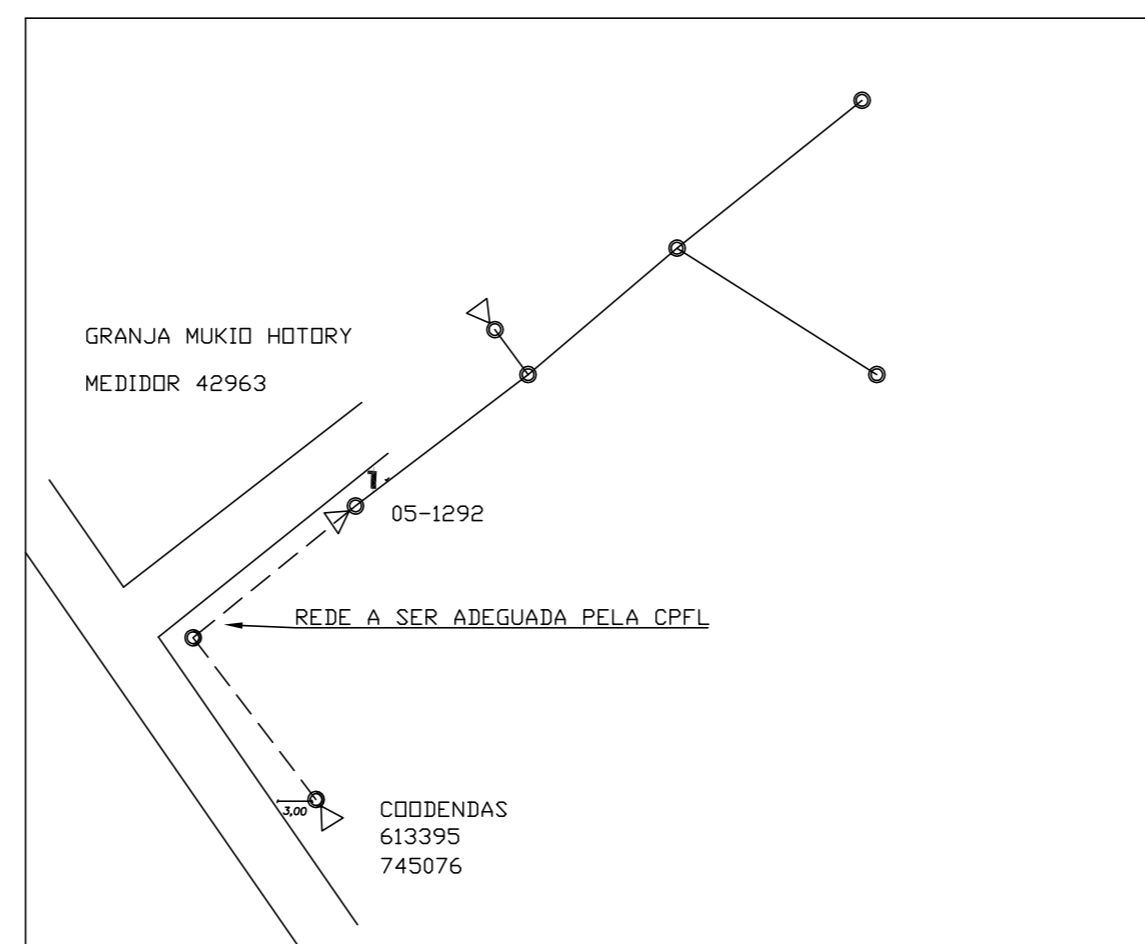 GRANJA MUKIO HOTORY
MEDIDOR 42963
1
05-1292
REDE A SER ADEGUADA PELA CPFL
3,00
COODENDAS
613395
745076